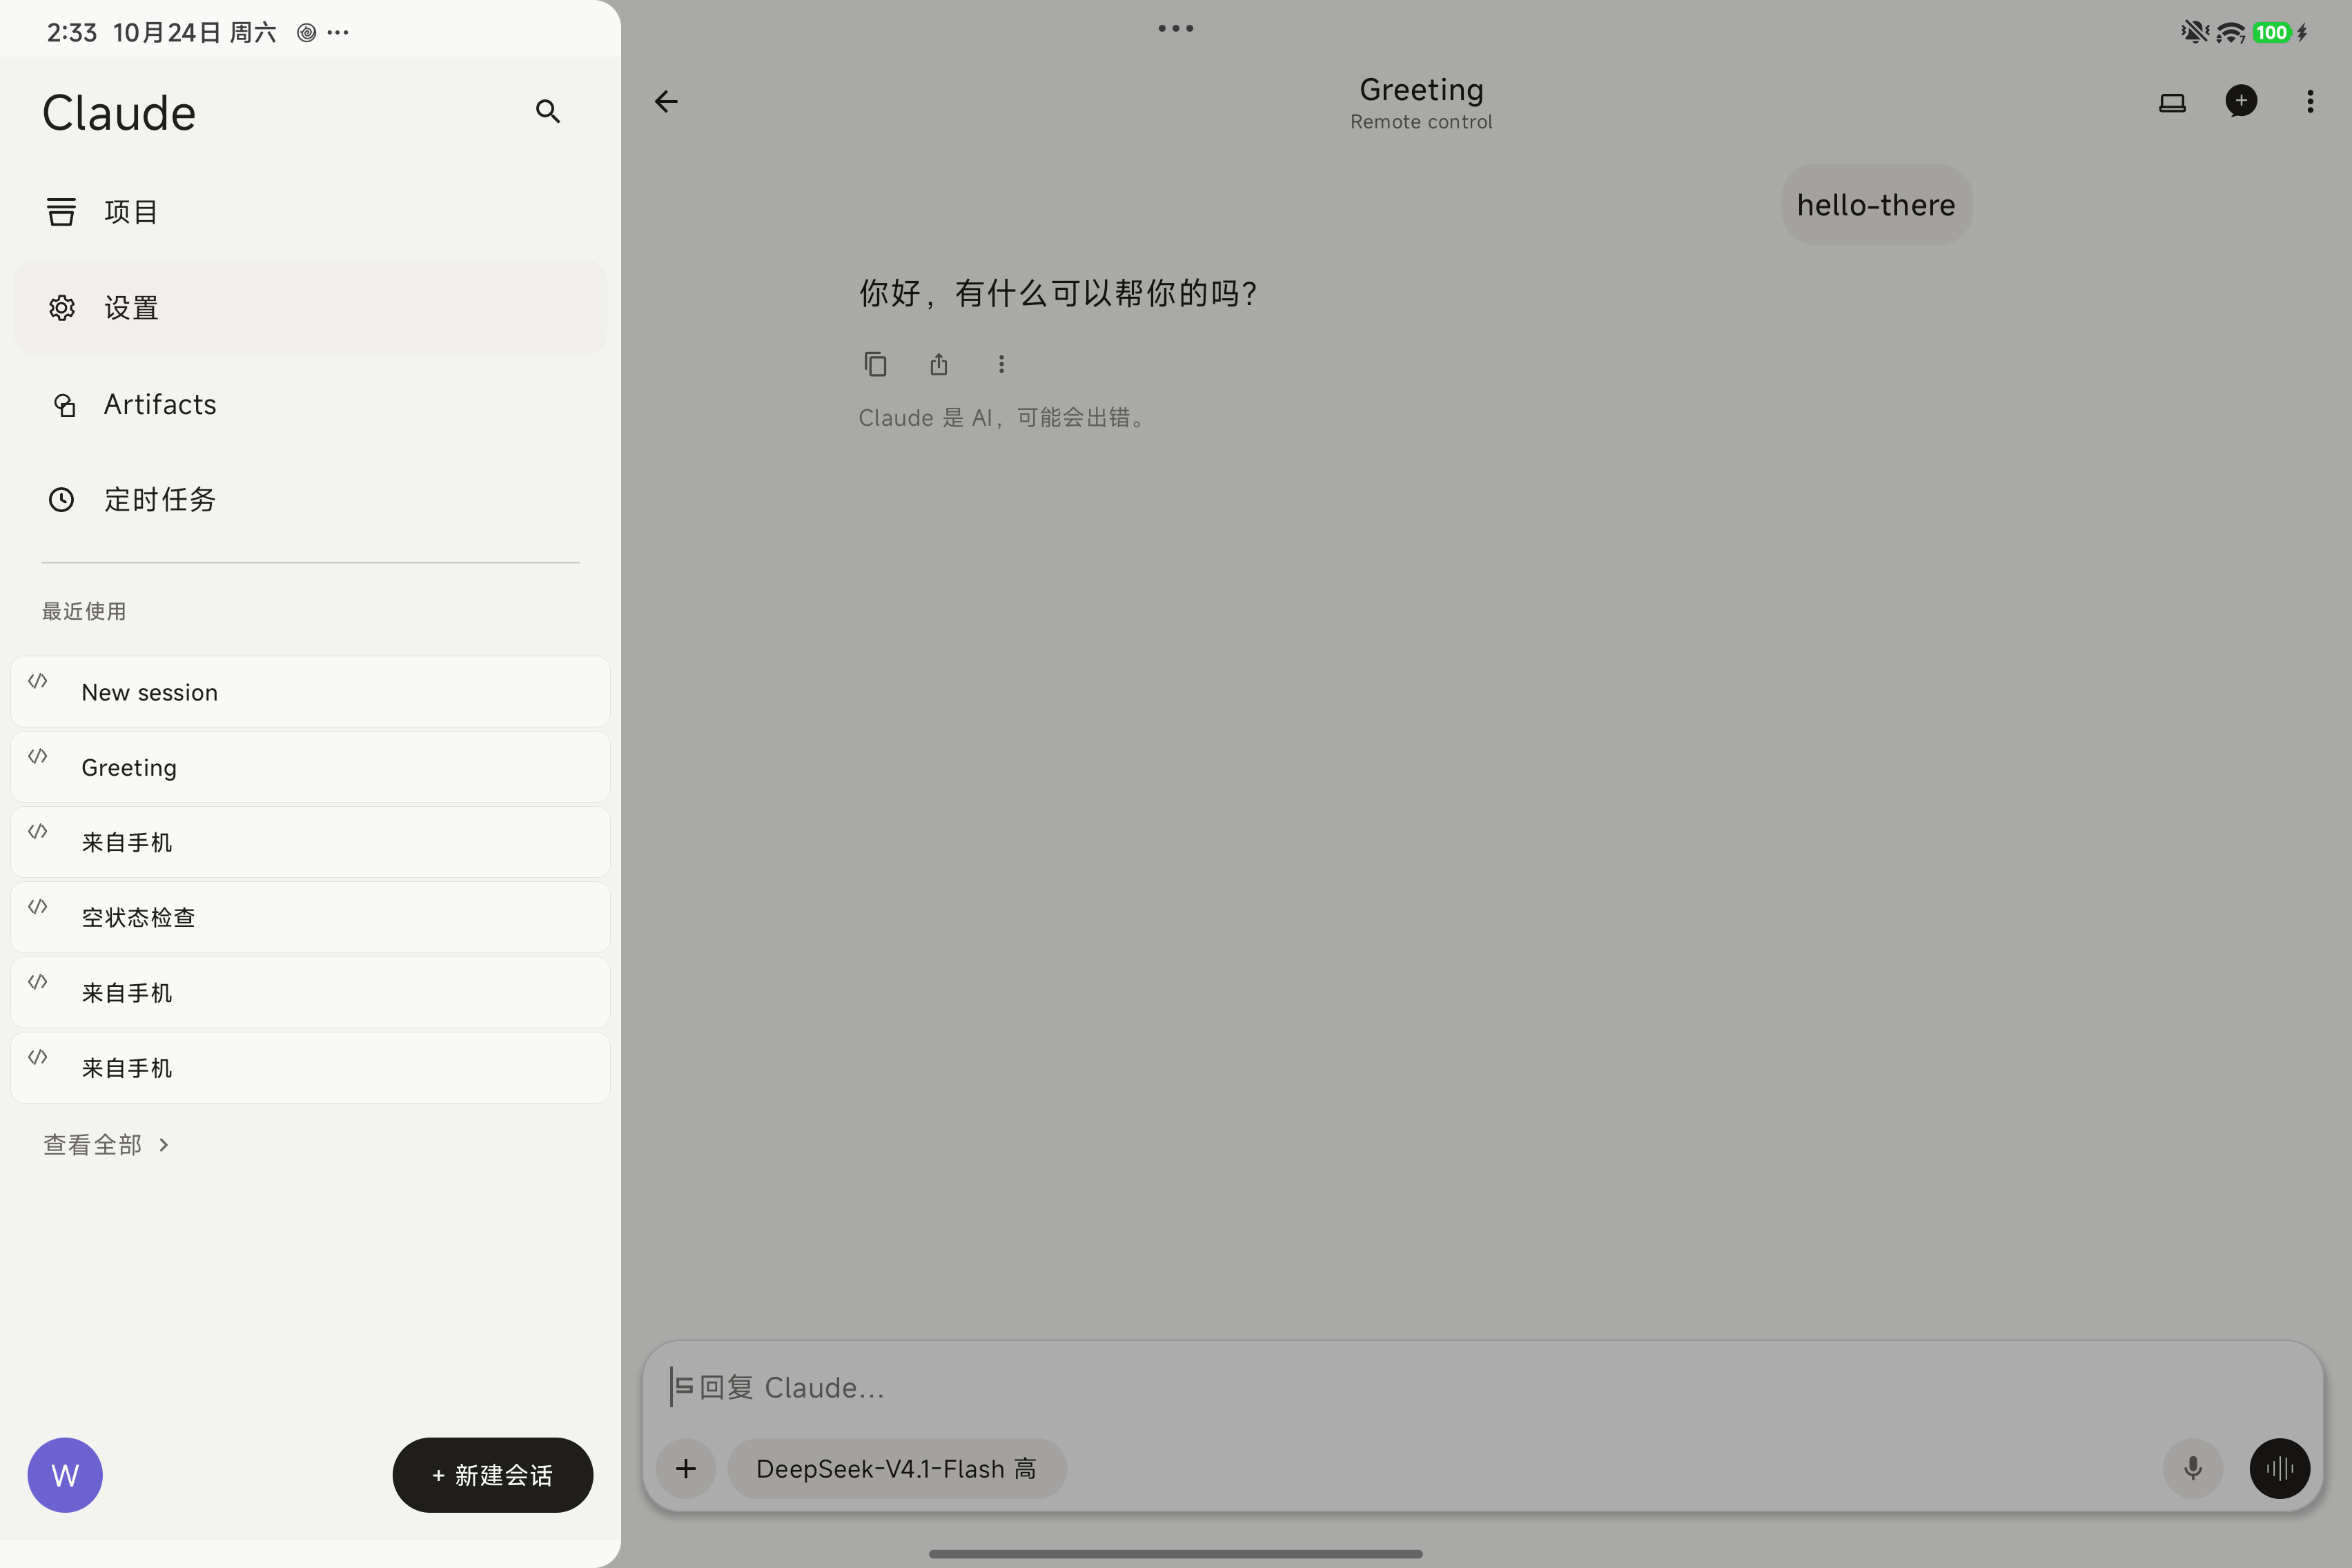 2:33 10月24日 周六
100
Claude
项目
设置
Artifacts
定时任务
最近使用
New session
Greeting
来自手机
空状态检查
来自手机
来自手机
查看全部
W
+ 新建会话
Greeting
Remote control
hello-there
你好，有什么可以帮你的吗？
Claude 是 AI，可能会出错。
回复 Claude...
DeepSeek-V4.1-Flash 高